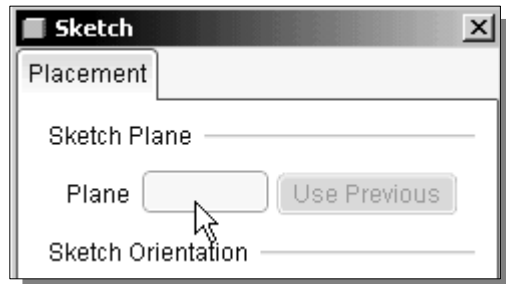 Sketch
Placement
Sketch Plane
Plane Use Previous
Sketch Orientation